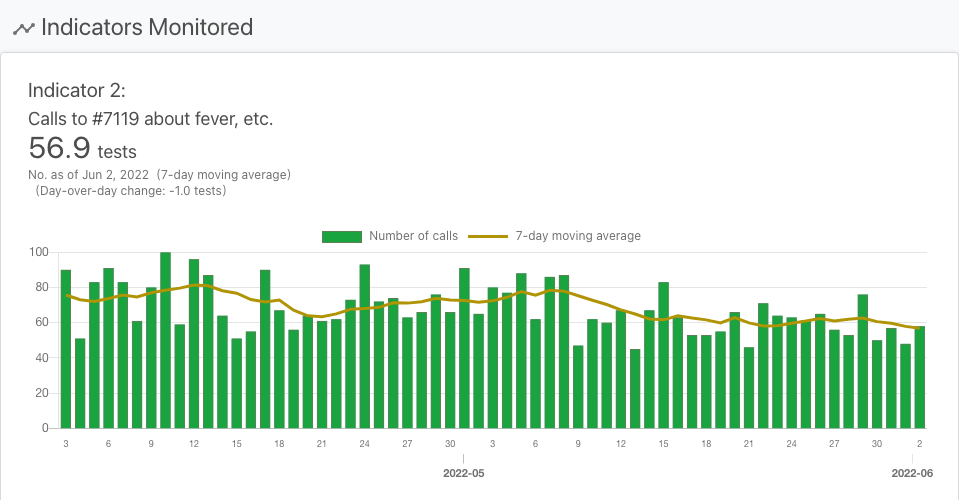 Indicators Monitored
Indicator 2:
Calls to #7119 about fever, etc.
56.9 tests
No. as of Jun 2, 2022 (7-day moving average)
(Day-over-day change: -1.0 tests)
Number of calls 7-day moving average
100
80
60
40
20
0
3 6 9 12 15 18 21 24 27 30 3 6 9 12 15 18 21 24 27 30 2
2022-05 2022-06